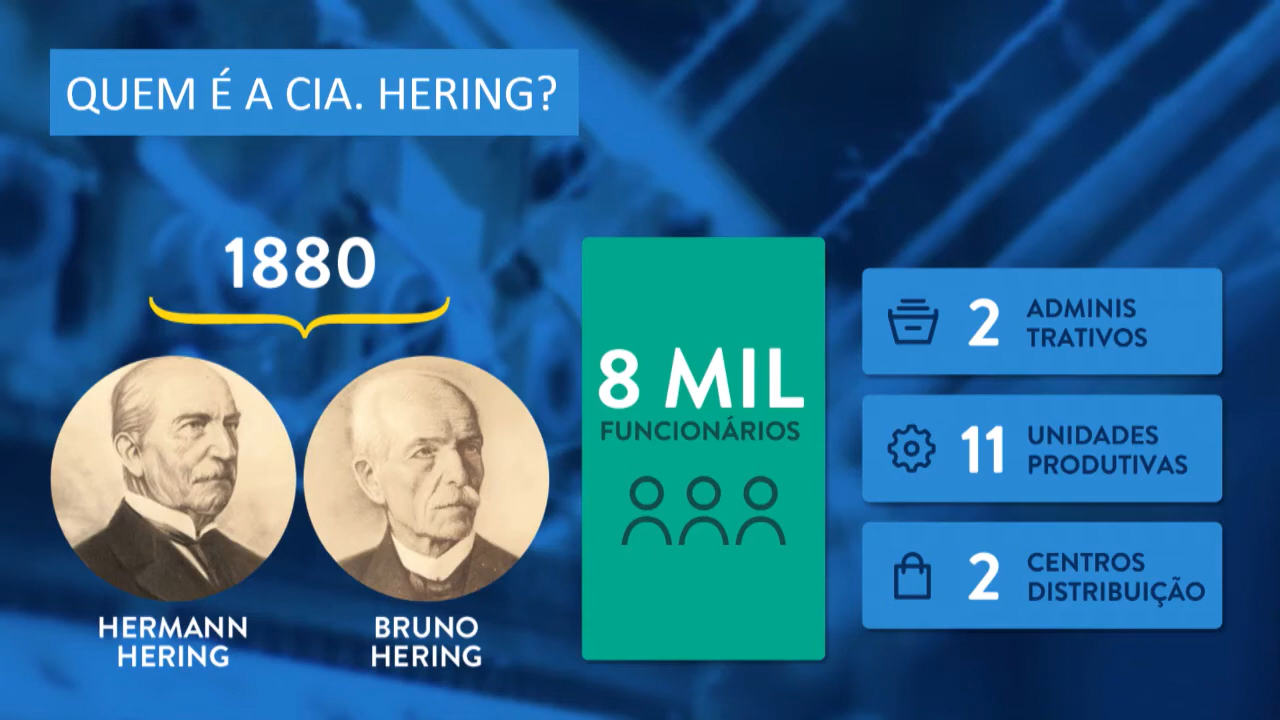 QUEM É A CIA. HERING?
1880
HERMANN
HERING
BRUNO
HERING
8 MIL
FUNCIONÁRIOS
2 ADMINIS
TRATIVOS
11 UNIDADES
PRODUTIVAS
2 CENTROS
DISTRIBUIÇÃO